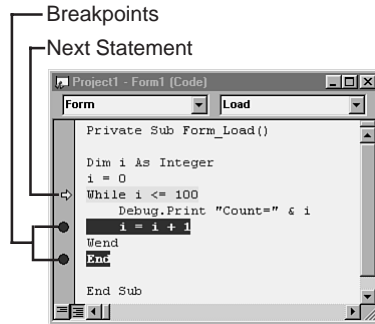 Breakpoints
Next Statement
Project1 - Form1 (Code)
Form Load
Private Sub Form_Load()
Dim i As Integer
i = 0
While i <= 100
Debug.Print "Count=" & i
i = i + 1
Wend
End
End Sub